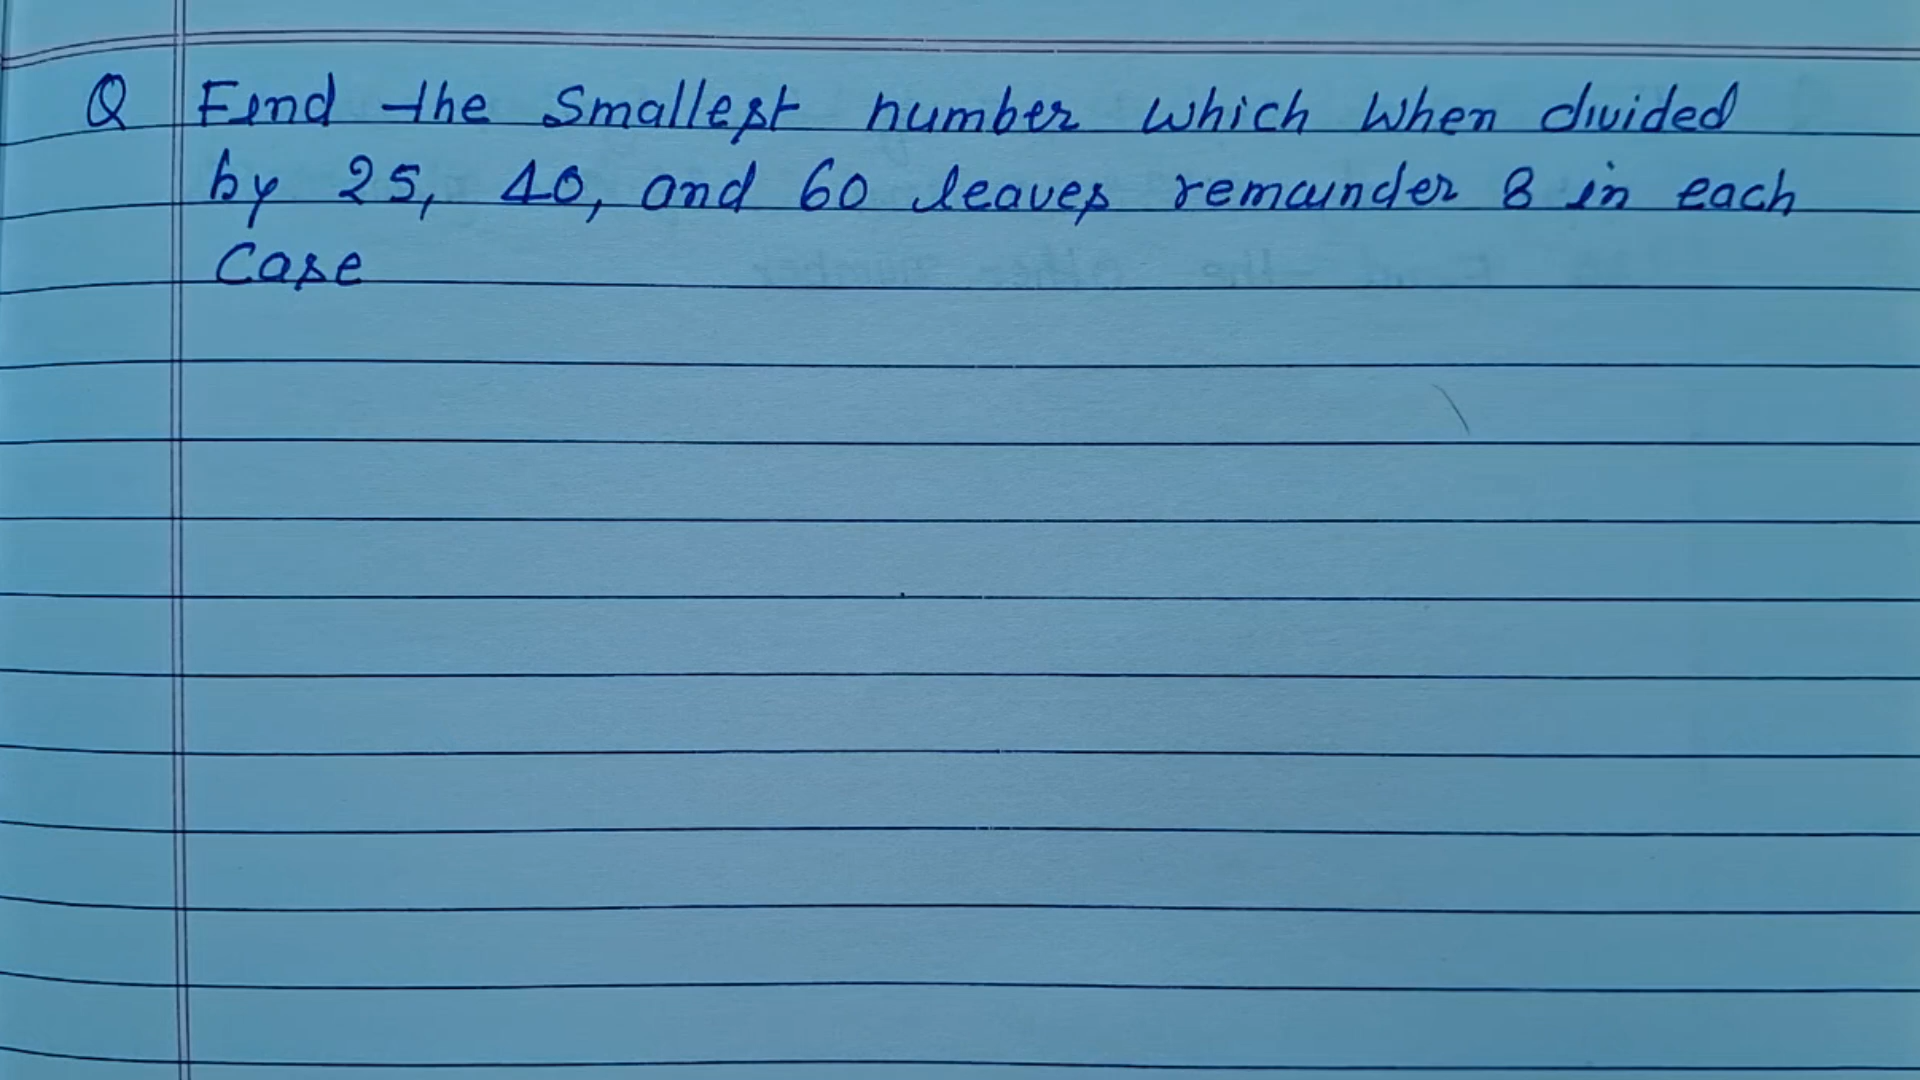 Q Find the smallest number which when divided
by 25, 40, and 60 leaves remainder 8 in each
Case